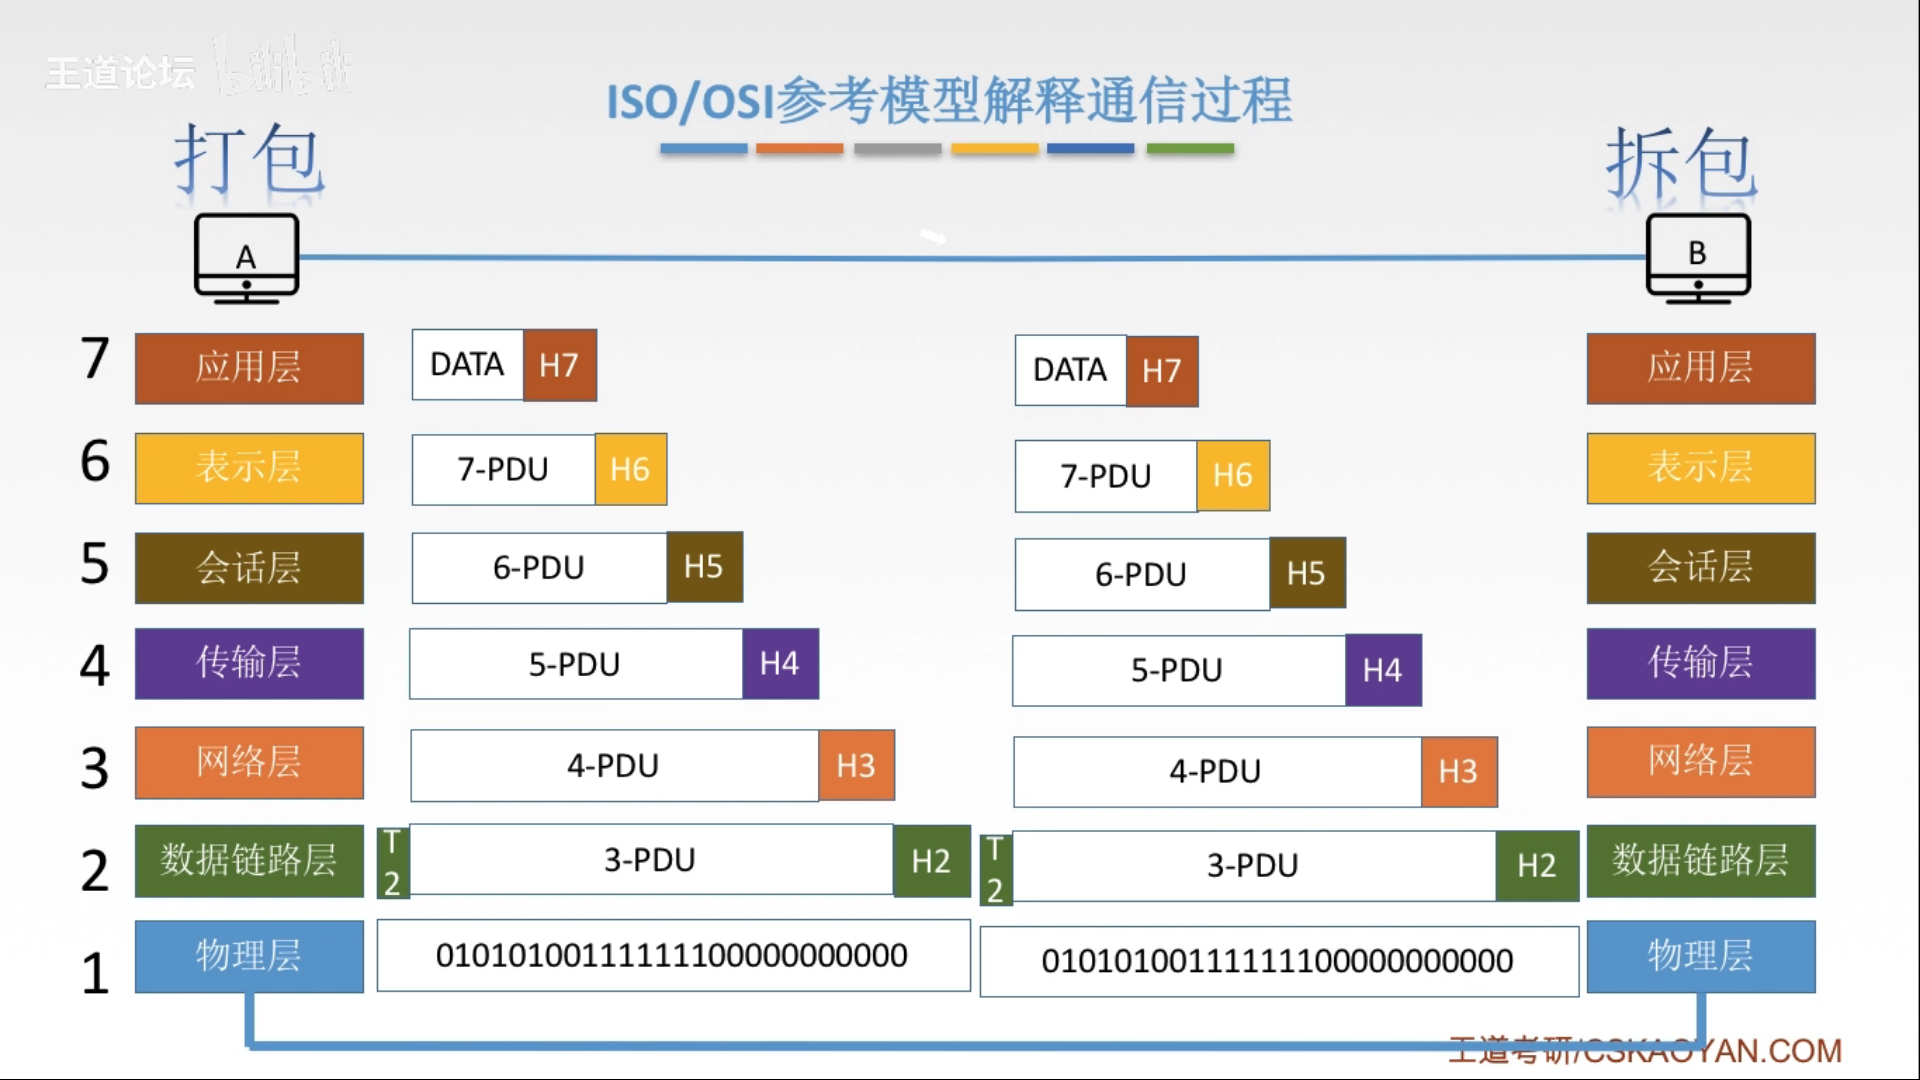 王道论坛 bilibili
ISO/OSI参考模型解释通信过程
打包
拆包
A
B
7 应用层 DATA H7 DATA H7 应用层
6 表示层 7-PDU H6 7-PDU H6 表示层
5 会话层 6-PDU H5 6-PDU H5 会话层
4 传输层 5-PDU H4 5-PDU H4 传输层
3 网络层 4-PDU H3 4-PDU H3 网络层
2 数据链路层 T2 3-PDU H2 T2 3-PDU H2 数据链路层
1 物理层 01010100111111100000000000 01010100111111100000000000 物理层
王道考研/CSKAOYAN.COM